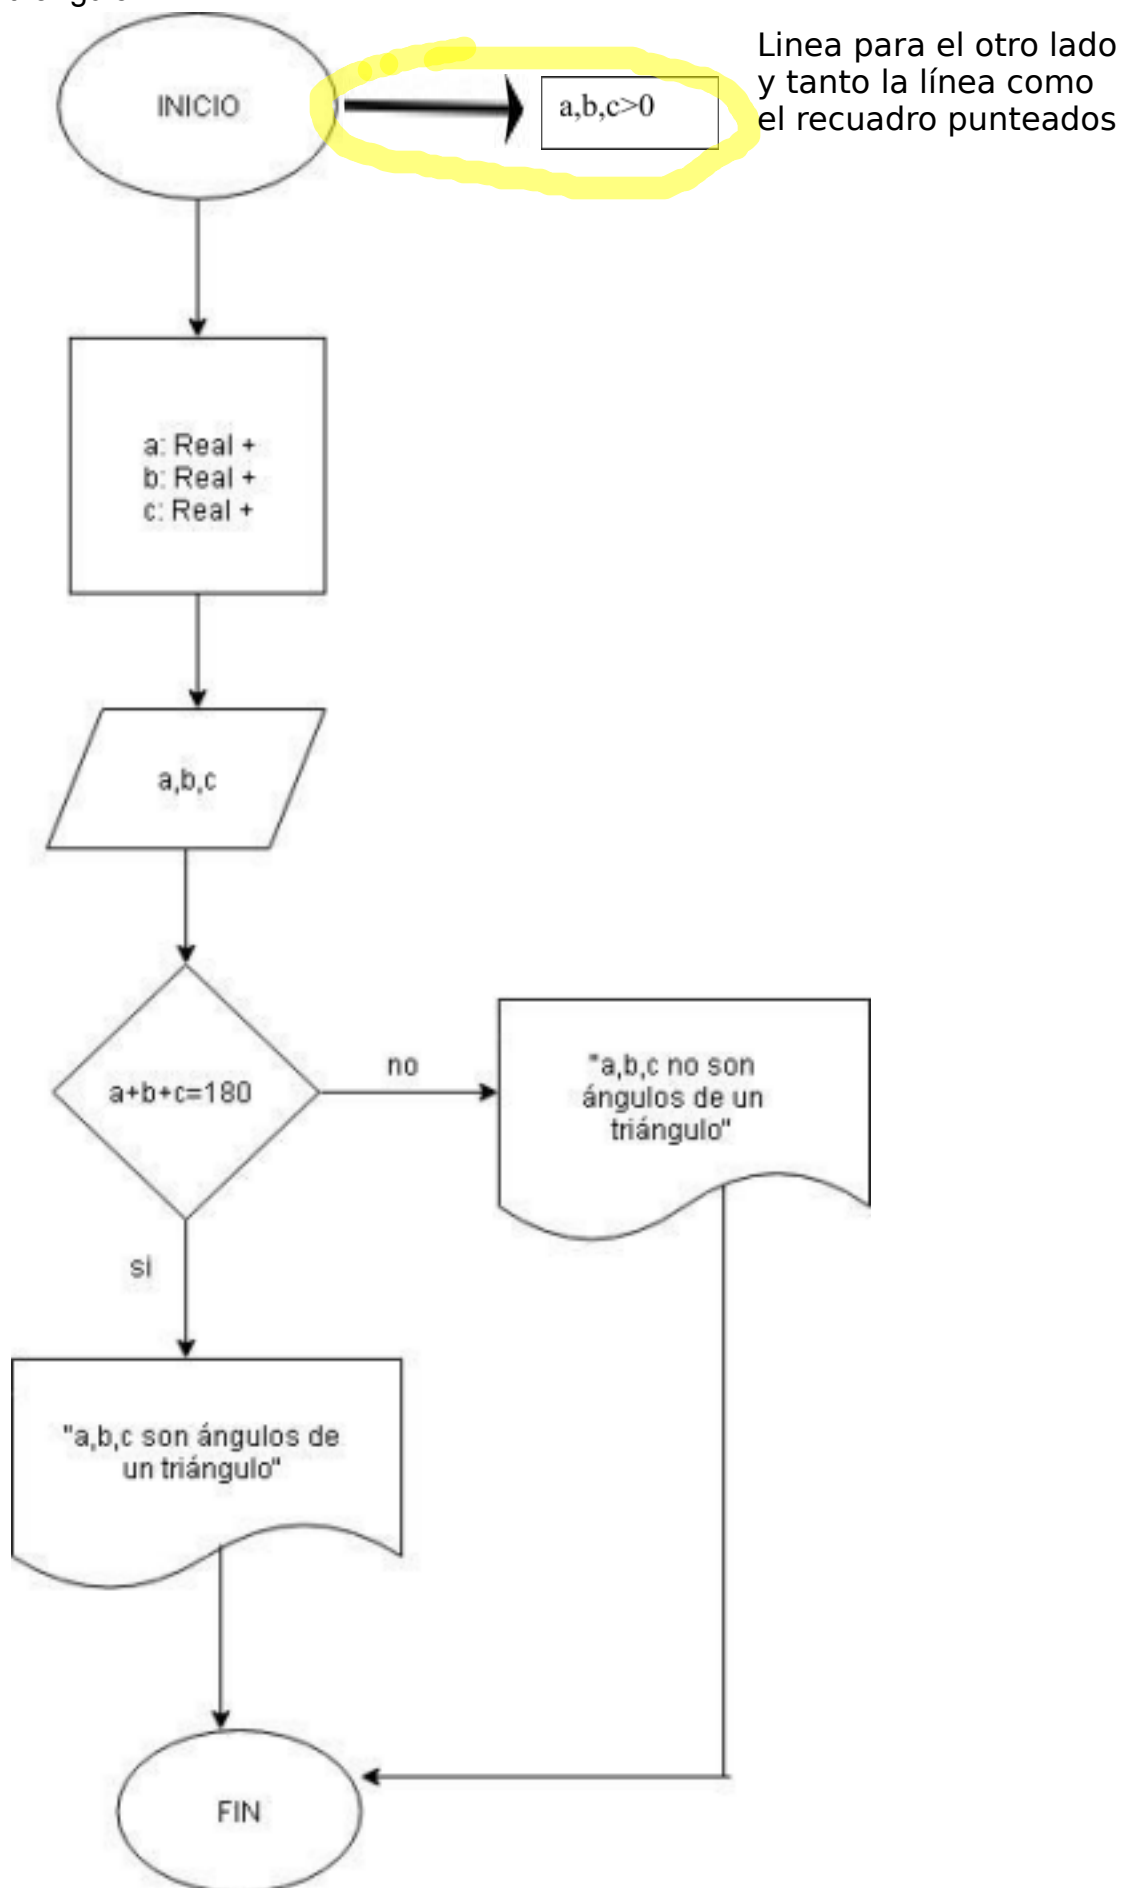 INICIO
a,b,c>0
Linea para el otro lado
y tanto la línea como
el recuadro punteados
a: Real +
b: Real +
c: Real +
a,b,c
a+b+c=180
no
"a,b,c no son
ángulos de un
triángulo"
si
"a,b,c son ángulos de
un triángulo"
FIN